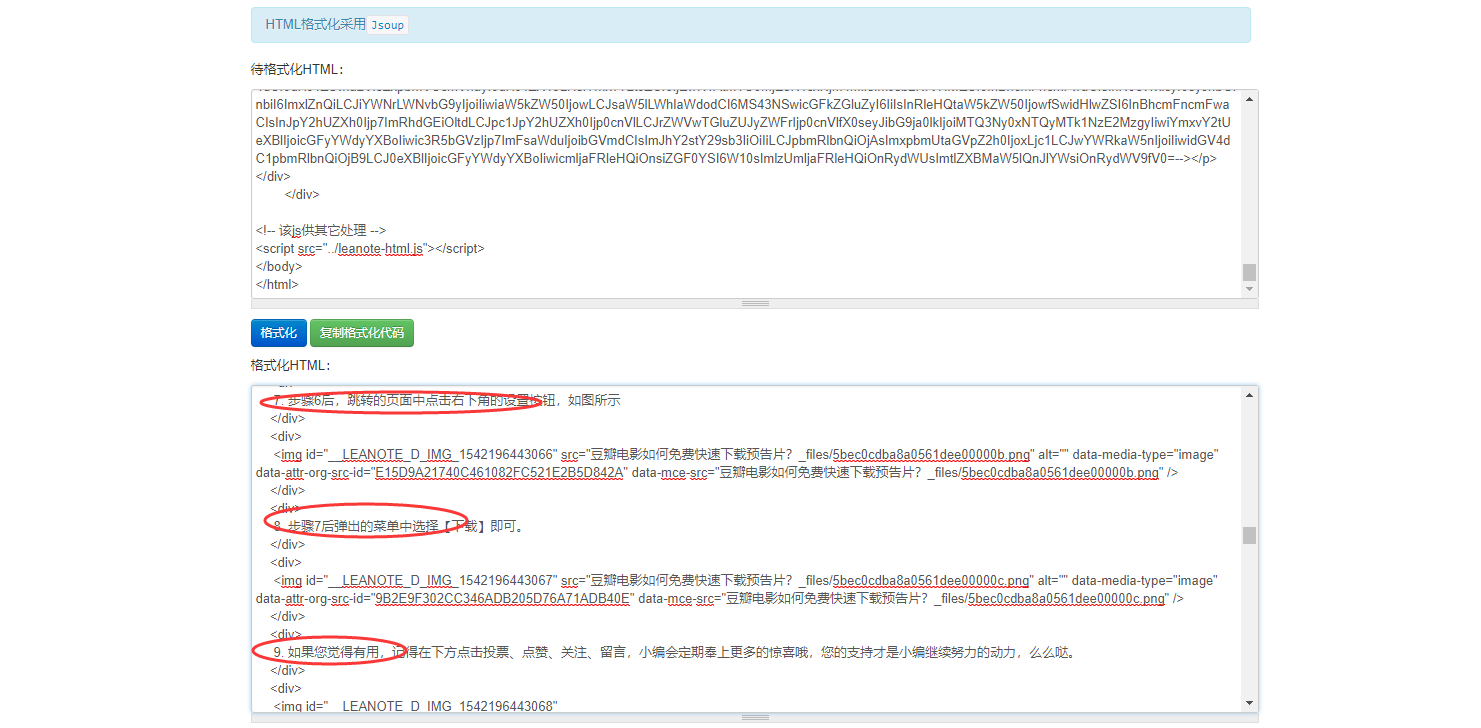 HTML格式化采用 Jsoup
待格式化HTML:
nbiI6ImxlZnQiLCJiYWNrLWNvbG9yIjoiIiwiaW5kZW50IjowLCJsaW5lLWhlaWdodCI6MS43NSwicGFkZGluZyI6IiIsInRleHQtaW5kZW50IjowfSwidHlwZSI6InBhcmFncmFwa
CIsInJpY2hUZXh0Ijp7ImRhdGEiOltdLCJpc1JpY2hUZXh0Ijp0cnVlLCJrZWVwTGluZUJyZWFrIjp0cnVlfX0seyJibG9ja0lkIjoiMTQ3Ny0xNTQyMTk1NzE2MzgyIiwiYmxvY2tU
eXBlIjoicGFyYWdyYXBoIiwic3R5bGVzIjp7ImFsaWduIjoibGVmdCIsImJhY2stY29sb3IiOiIiLCJpbmRlbnQiOjAsImxpbmUtaGVpZ2h0IjoxLjc1LCJwYWRkaW5nIjoiIiwidGV4d
C1pbmRlbnQiOjB9LCJ0eXBlIjoicGFyYWdyYXBoIiwicmljaFRleHQiOnsiZGF0YSI6W10sImlzUmljaFRleHQiOnRydWUsImtlZXBMaW5lQnJlYWsiOnRydWV9fV0=--></p>
</div>
</div>
<!-- 该js供其它处理 -->
<script src="../leanote-html.js"></script>
</body>
</html>
格式化 复制格式化代码
格式化HTML:
7. 步骤6后，跳转的页面中点击右下角的设置按钮，如图所示
</div>
<div>
<img id="__LEANOTE_D_IMG_1542196443066" src="豆瓣电影如何免费快速下载预告片？_files/5bec0cdba8a0561dee00000b.png" alt="" data-media-type="image"
data-attr-org-src-id="E15D9A21740C461082FC521E2B5D842A" data-mce-src="豆瓣电影如何免费快速下载预告片？_files/5bec0cdba8a0561dee00000b.png" />
</div>
<div>
8. 步骤7后弹出的菜单中选择【下载】即可。
</div>
<div>
<img id="__LEANOTE_D_IMG_1542196443067" src="豆瓣电影如何免费快速下载预告片？_files/5bec0cdba8a0561dee00000c.png" alt="" data-media-type="image"
data-attr-org-src-id="9B2E9F302CC346ADB205D76A71ADB40E" data-mce-src="豆瓣电影如何免费快速下载预告片？_files/5bec0cdba8a0561dee00000c.png" />
</div>
<div>
9. 如果您觉得有用，记得在下方点击投票、点赞、关注、留言，小编会定期奉上更多的惊喜哦，您的支持才是小编继续努力的动力，么么哒。
</div>
<div>
<img id="__LEANOTE_D_IMG_1542196443068"